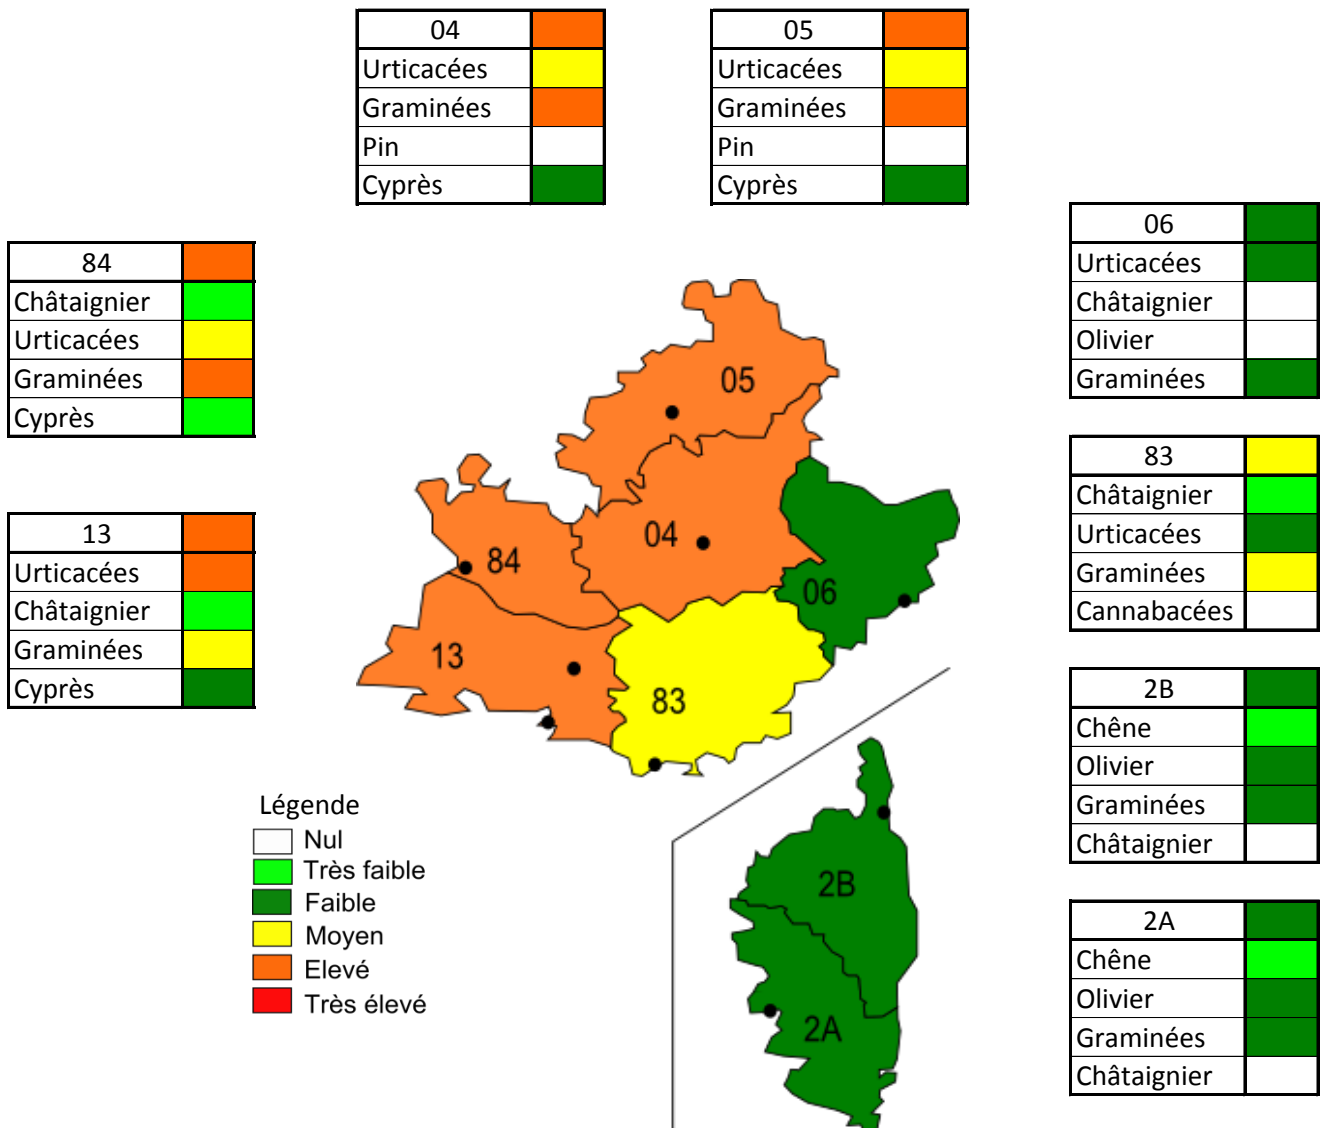 04
Urticacées
Graminées
Pin
Cyprès
05
Urticacées
Graminées
Pin
Cyprès
84
Châtaignier
Urticacées
Graminées
Cyprès
13
Urticacées
Châtaignier
Graminées
Cyprès
06
Urticacées
Châtaignier
Olivier
Graminées
83
Châtaignier
Urticacées
Graminées
Cannabacées
2B
Chêne
Olivier
Graminées
Châtaignier
2A
Chêne
Olivier
Graminées
Châtaignier
05
04
84
06
13
83
2B
2A
Légende
Nul
Très faible
Faible
Moyen
Elevé
Très élevé